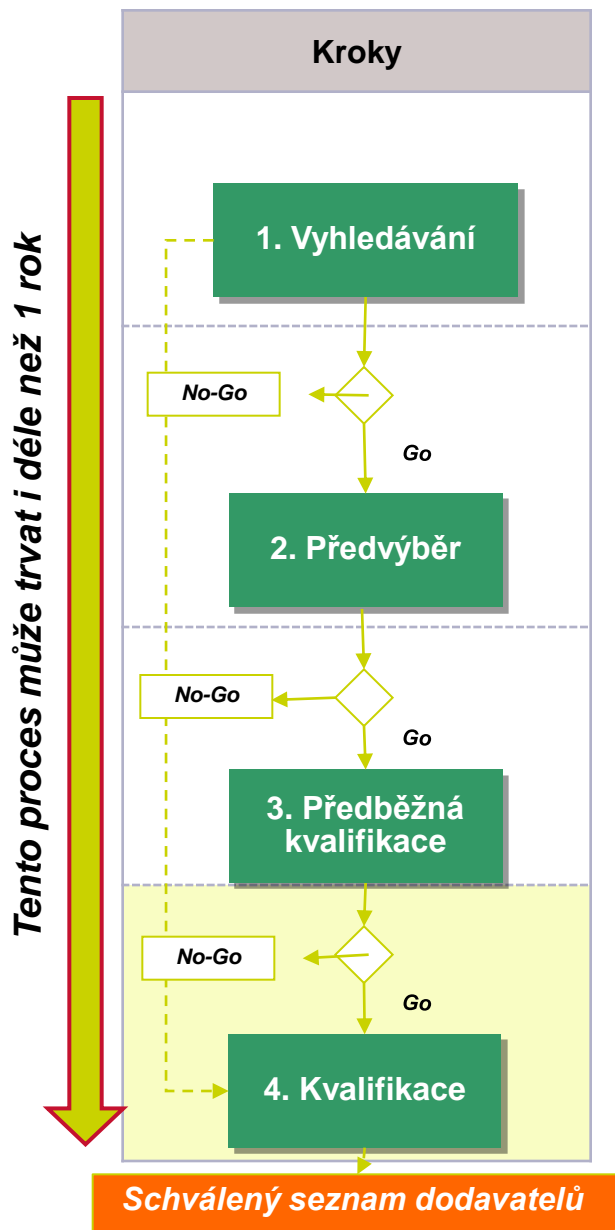 Kroky
Tento proces může trvat i déle než 1 rok
1. Vyhledávání
No-Go
Go
2. Předvýběr
No-Go
Go
3. Předběžná
kvalifikace
No-Go
Go
4. Kvalifikace
Schválený seznam dodavatelů